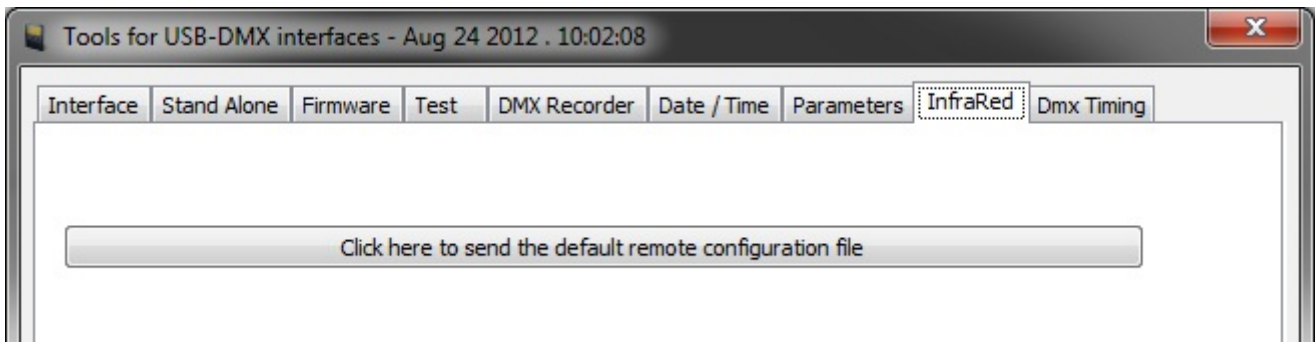 Tools for USB-DMX interfaces - Aug 24 2012 . 10:02:08
Interface Stand Alone Firmware Test DMX Recorder Date / Time Parameters InfraRed Dmx Timing
Click here to send the default remote configuration file